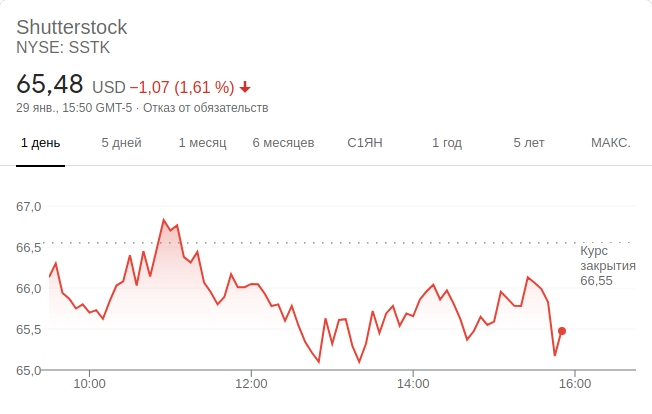 Shutterstock
NYSE: SSTK
65,48 USD −1,07 (1,61 %)
29 янв., 15:50 GMT-5 · Отказ от обязательств
1 день 5 дней 1 месяц 6 месяцев С1ЯН 1 год 5 лет МАКС.
67,0
66,5
Курс
закрытия
66,55
66,0
65,5
65,0
10:00 12:00 14:00 16:00